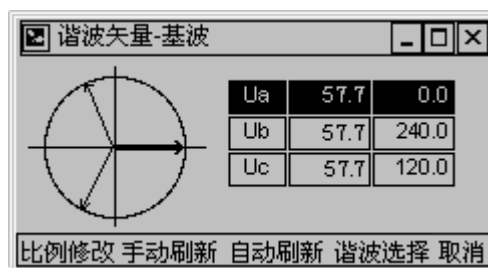 谐波矢量-基波
Ua 57.7 0.0
Ub 57.7 240.0
Uc 57.7 120.0
比例修改 手动刷新 自动刷新 谐波选择 取消